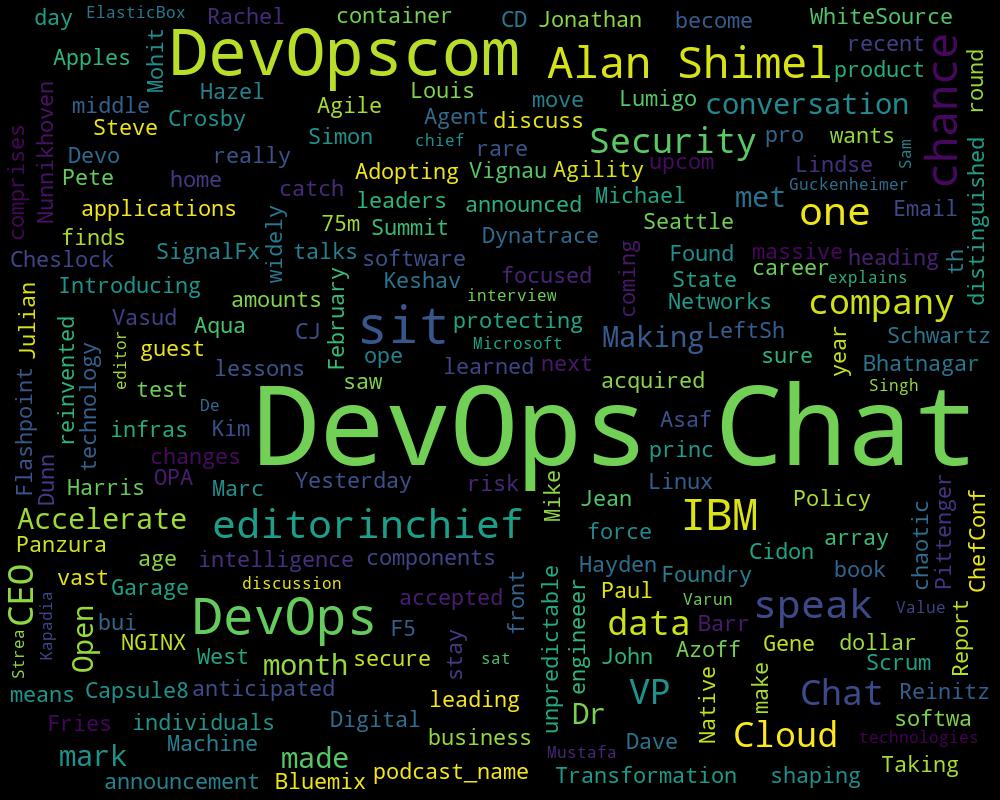 day ElasticBox Rachel container CD Jonathan become WhiteSource
DevOpscom Alan Shimel recent
Apples Mohit product chance round
Hazel Louis move Lumigo conversation
middle Agile Agent discuss
Steve Crosby Simon chief Security pro wants
Devo really rare Lindse Sam
Pete home catch Adopting Vignau Agility upcom Guckenheimer
comprises Nunnikhoven applications leaders announced Michael met one Email distinguished
finds widely 75m Summit Seattle
Cheslock SignalFx talks software Dynatrace coming Found massive heading th
Introducing Keshav focused State career explains
amounts February interview Networks company
Julian Vasud Aqua CJ sit protecting Making LeftSh year Schwartz
reinvented technology editor guest ope Microsoft sure Bhatnagar
lessons learned next
test saw acquired Singh
De DevOps Chat Asaf
Flashpoint infras Kim princ
Dunn changes
Harris OPA Marc Yesterday risk Mike Jean Linux Policy Pittenger ChefConf
Accelerate editorinchief force IBM array chaotic
Panzura age intelligence components Cidon
CEO vast Garage discussion Hayden Foundry book
Strea Kapadia Open bui DevOps accepted front unpredictable engineer Paul Varun speak Value Report
NGINX F5 data Barr Gene dollar
West month secure stay sat John Azoff Scrum
means Capsule8 anticipated leading VP Native make Chat Reinitz
Fries individuals Digital Dr softwa
mark Machine business Mustafa Dave Cloud technologies
made
announcement Bluemix podcast_name Transformation shaping Taking